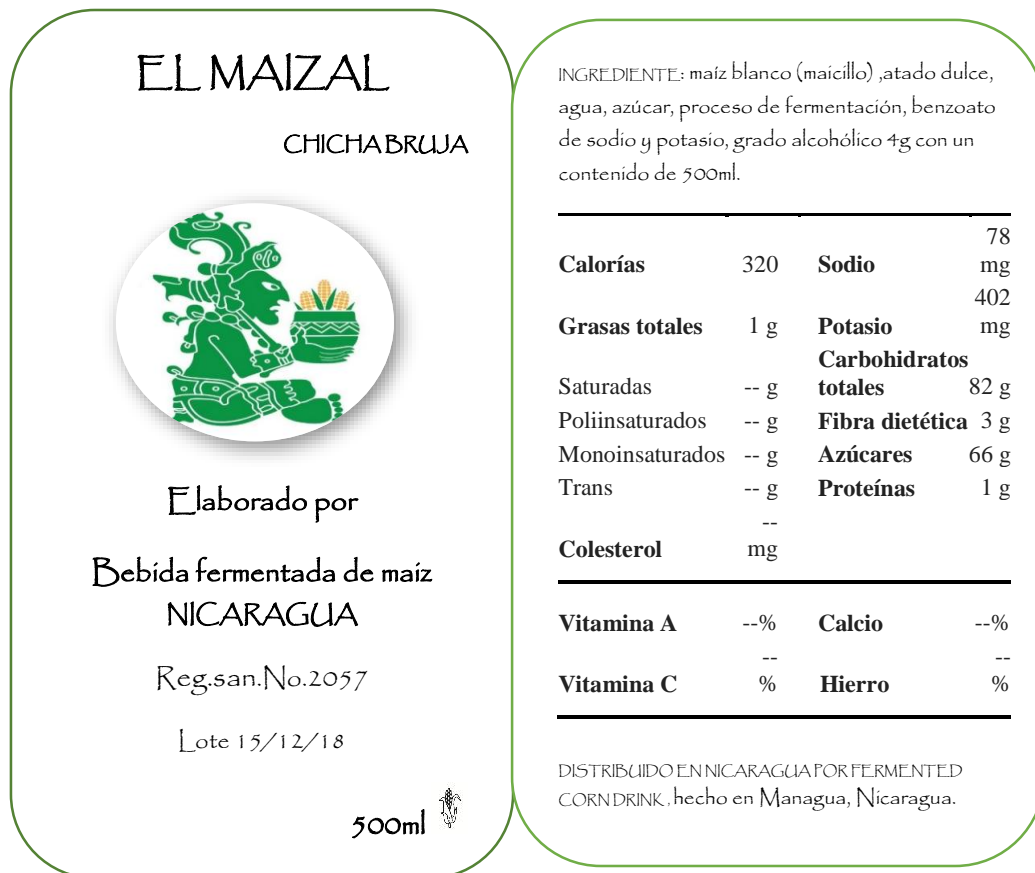 EL MAIZAL
CHICHA BRUJA
Elaborado por
Bebida fermentada de maiz
NICARAGUA
Reg.san.No.2057
Lote 15/12/18
500ml
INGREDIENTE: maíz blanco (maicillo) ,atado dulce,
agua, azúcar, proceso de fermentación, benzoato
de sodio y potasio, grado alcohólico 4g con un
contenido de 500ml.
Calorías 320 Sodio 78 mg
Grasas totales 1 g Potasio 402 mg
Saturadas -- g Carbohidratos totales 82 g
Poliinsaturados -- g Fibra dietética 3 g
Monoinsaturados -- g Azúcares 66 g
Trans -- g Proteínas 1 g
Colesterol -- mg
Vitamina A --% Calcio --%
Vitamina C -- % Hierro -- %
DISTRIBUIDO EN NICARAGUA POR FERMENTED
CORN DRINK , hecho en Managua, Nicaragua.